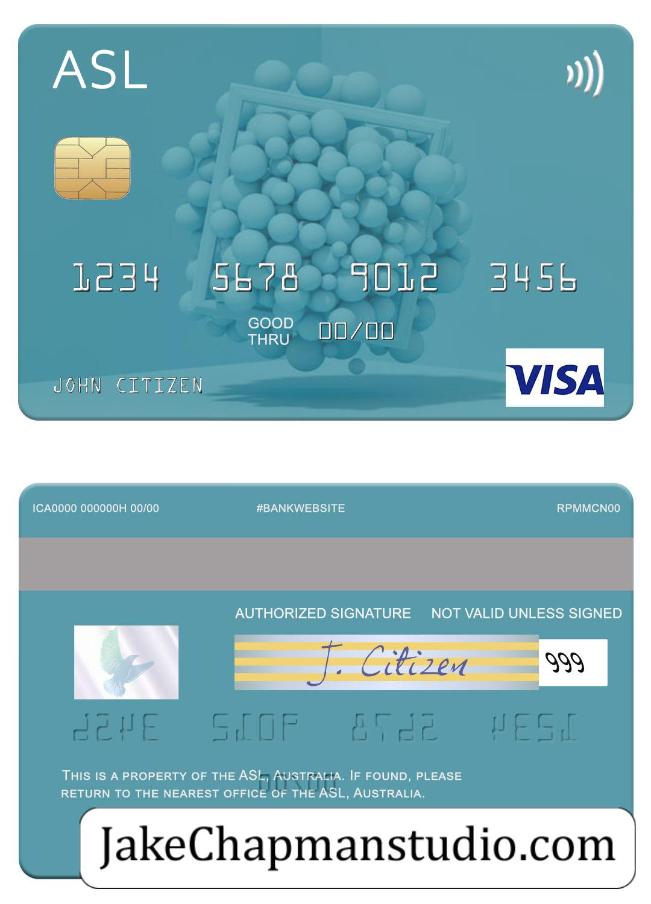 ASL
1234 5678 9012 3456
GOOD
THRU 00/00
JOHN CITIZEN
VISA
ICA0000 000000H 00/00 #BANKWEBSITE RPMMCN00
AUTHORIZED SIGNATURE NOT VALID UNLESS SIGNED
J. Citizen 999
THIS IS A PROPERTY OF THE ASL, AUSTRALIA. IF FOUND, PLEASE
RETURN TO THE NEAREST OFFICE OF THE ASL, AUSTRALIA.
JakeChapmanstudio.com